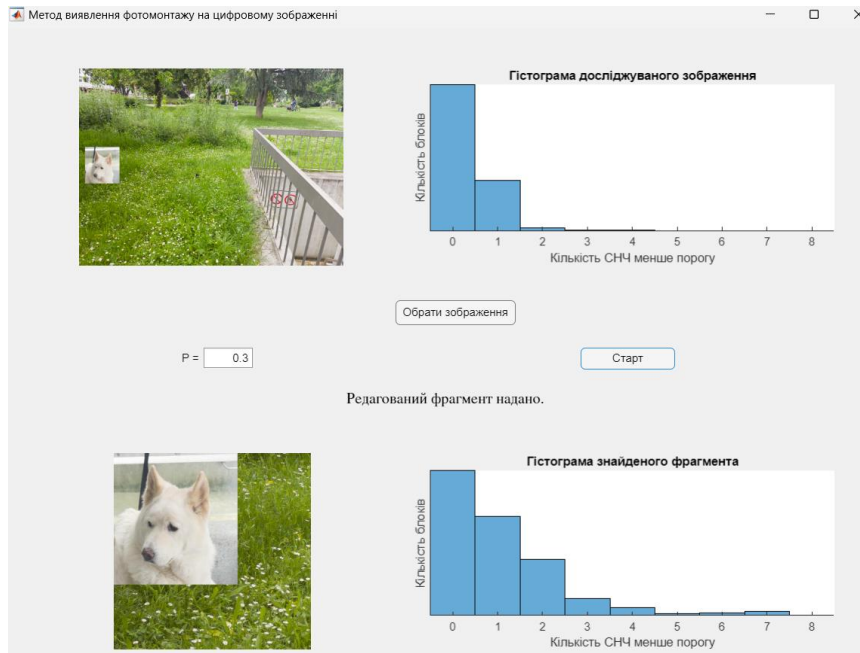 Метод виявлення фотомонтажу на цифровому зображенні
Гістограма досліджуваного зображення
Кількість блоків
0 1 2 3 4 5 6 7 8
Кількість СНЧ менше порогу
Обрати зображення
P = 0.3
Старт
Редагований фрагмент надано.
Гістограма знайденого фрагмента
Кількість блоків
0 1 2 3 4 5 6 7 8
Кількість СНЧ менше порогу